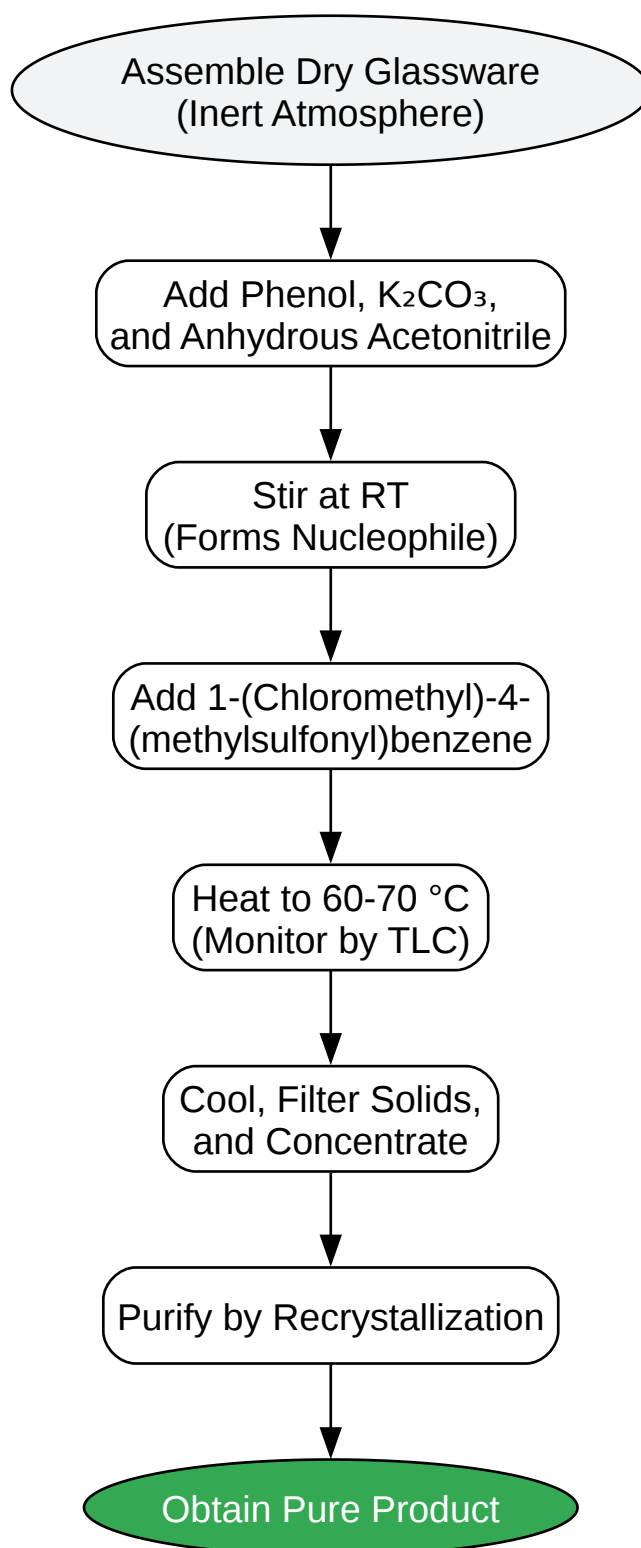 Assemble Dry Glassware
(Inert Atmosphere)
Add Phenol, K₂CO₃,
and Anhydrous Acetonitrile
Stir at RT
(Forms Nucleophile)
Add 1-(Chloromethyl)-4-
(methylsulfonyl)benzene
Heat to 60-70 °C
(Monitor by TLC)
Cool, Filter Solids,
and Concentrate
Purify by Recrystallization
Obtain Pure Product